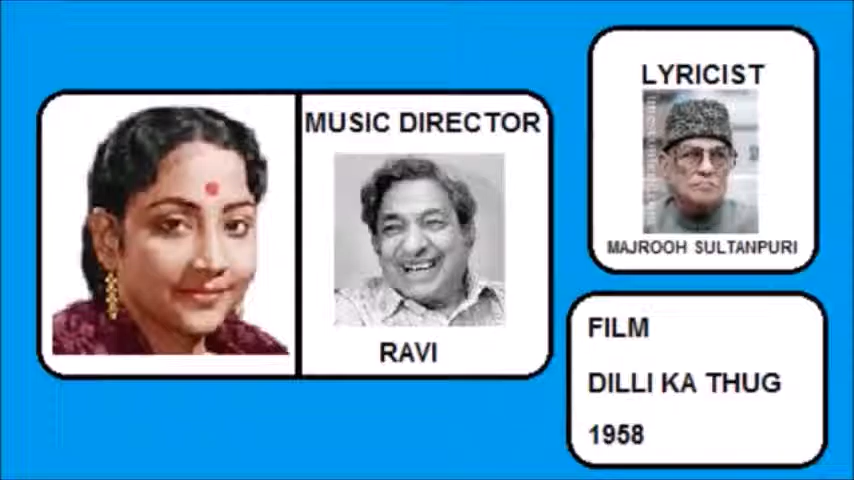 MUSIC DIRECTOR
RAVI
LYRICIST
MAJROOH SULTANPURI
FILM
DILLI KA THUG
1958